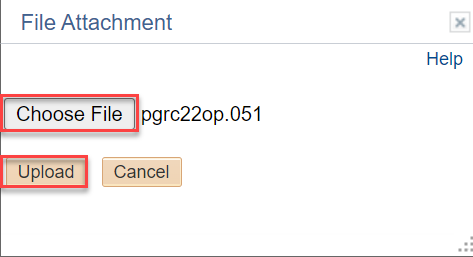 File Attachment
Help
Choose File pgrc22op.051
Upload Cancel